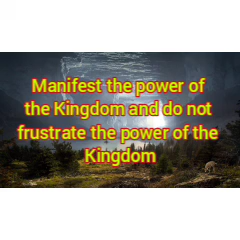 Manifest the power of
the Kingdom and do not
frustrate the power of the
Kingdom